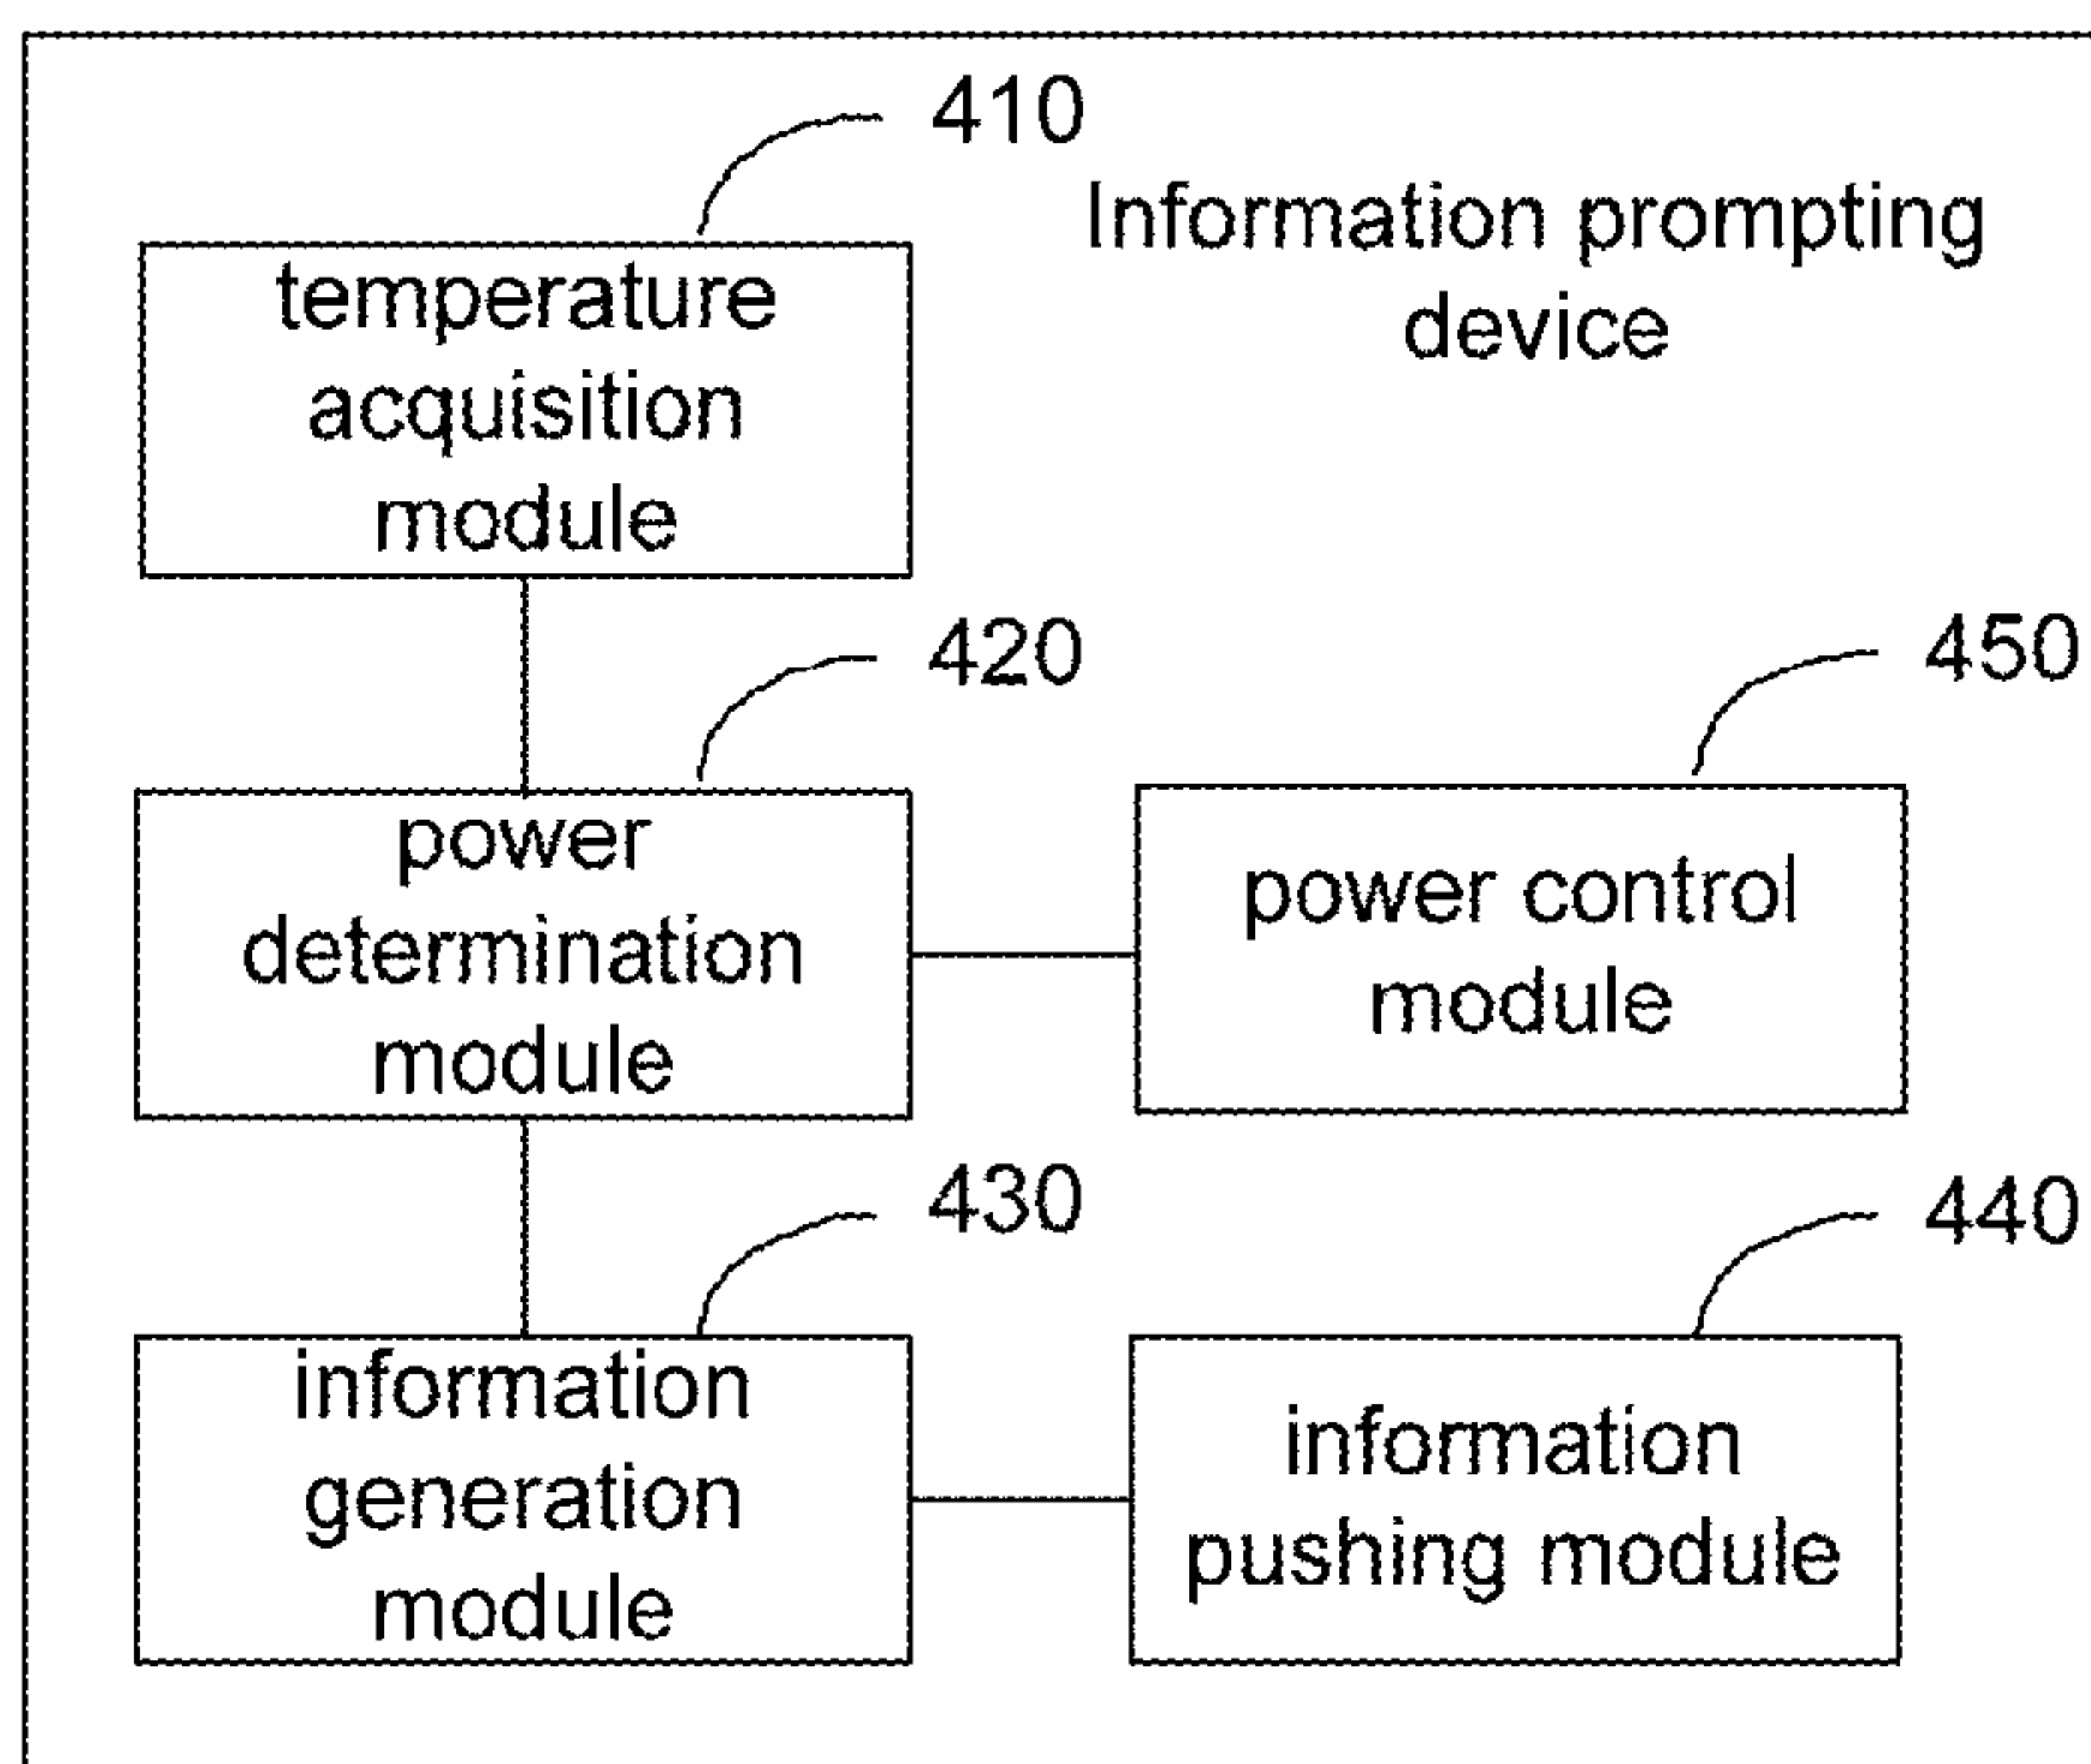 410
Information prompting
device
temperature
acquisition
module
420
450
power
determination
module
power control
module
430
440
information
generation
module
information
pushing module